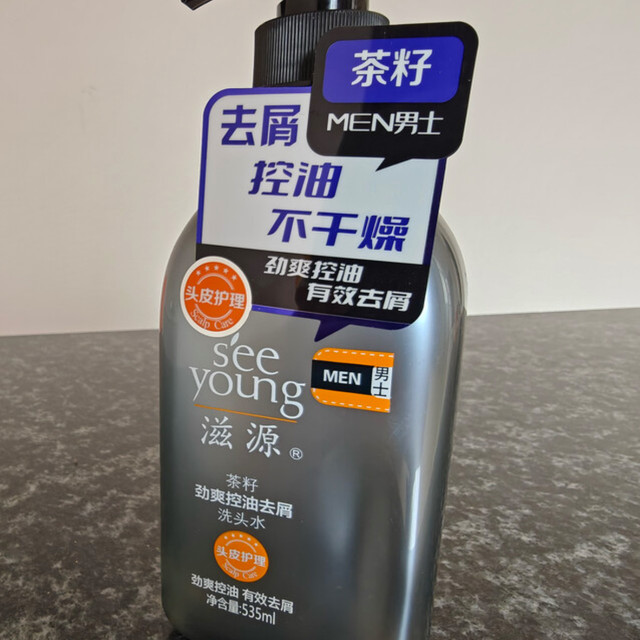 茶籽
MEN男士
去屑
控油
不干燥
劲爽控油
有效去屑
头皮护理
Scalp Care
see
young
MEN
男士
滋源®
茶籽
劲爽控油去屑
洗头水
头皮护理
Scalp Care
劲爽控油 有效去屑
净含量:535ml